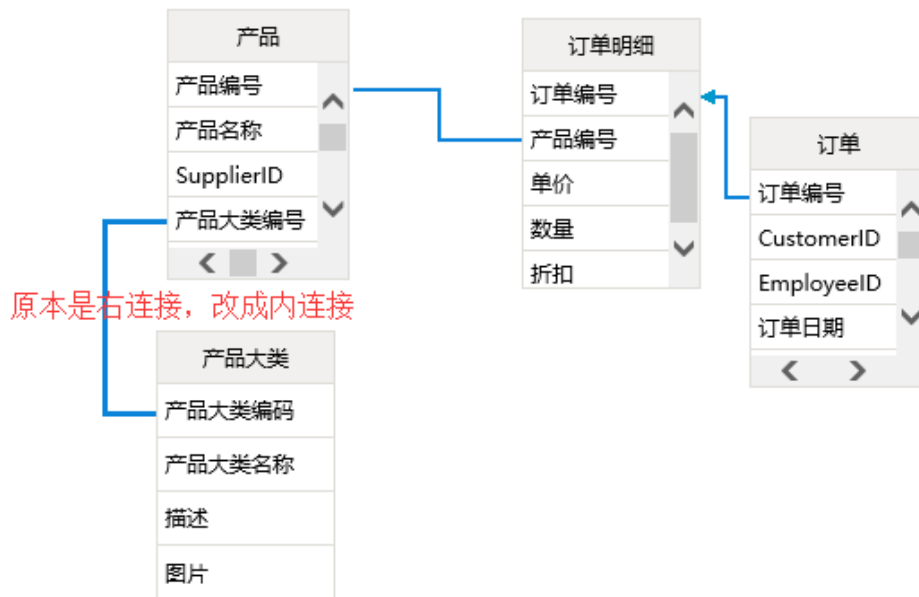 产品
产品编号
产品名称
SupplierID
产品大类编号
订单明细
订单编号
产品编号
单价
数量
折扣
订单
订单编号
CustomerID
EmployeeID
订单日期
原本是右连接，改成内连接
产品大类
产品大类编码
产品大类名称
描述
图片